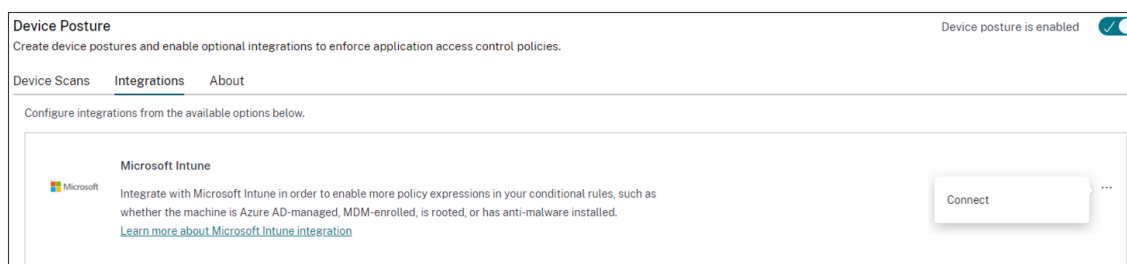 Device Posture
Device posture is enabled
Create device postures and enable optional integrations to enforce application access control policies.
Device Scans Integrations About
Configure integrations from the available options below.
Microsoft Intune
Microsoft
Integrate with Microsoft Intune in order to enable more policy expressions in your conditional rules, such as
whether the machine is Azure AD-managed, MDM-enrolled, is rooted, or has anti-malware installed.
Learn more about Microsoft Intune integration
Connect
...